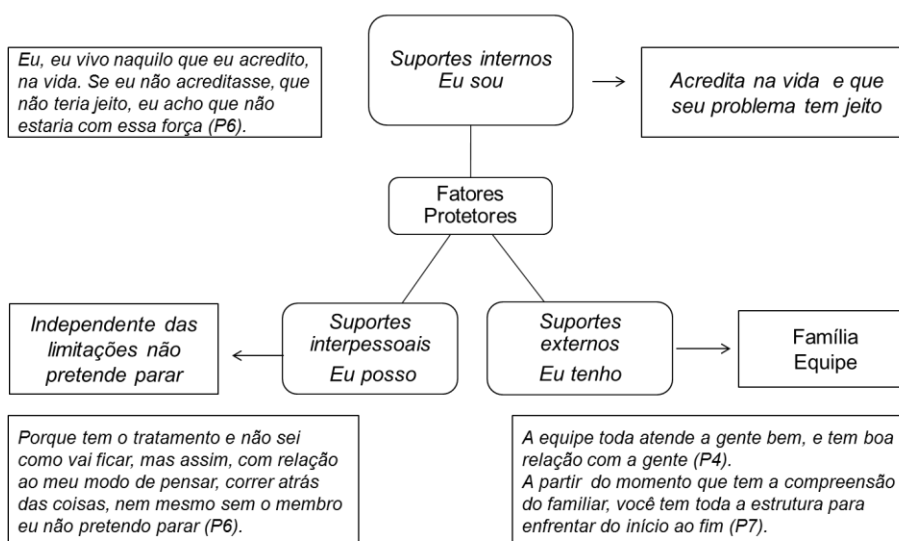 Eu, eu vivo naquilo que eu acredito,
na vida. Se eu não acreditasse, que
não teria jeito, eu acho que não
estaria com essa força (P6).
Suportes internos
Eu sou
Acredita na vida e que
seu problema tem jeito
Fatores
Protetores
Independente das
limitações não
pretende parar
Suportes
interpessoais
Eu posso
Suportes
externos
Eu tenho
Família
Equipe
Porque tem o tratamento e não sei
como vai ficar, mas assim, com relação
ao meu modo de pensar, correr atrás
das coisas, nem mesmo sem o membro
eu não pretendo parar (P6).
A equipe toda atende a gente bem, e tem boa
relação com a gente (P4).
A partir do momento que tem a compreensão
do familiar, você tem toda a estrutura para
enfrentar do início ao fim (P7).